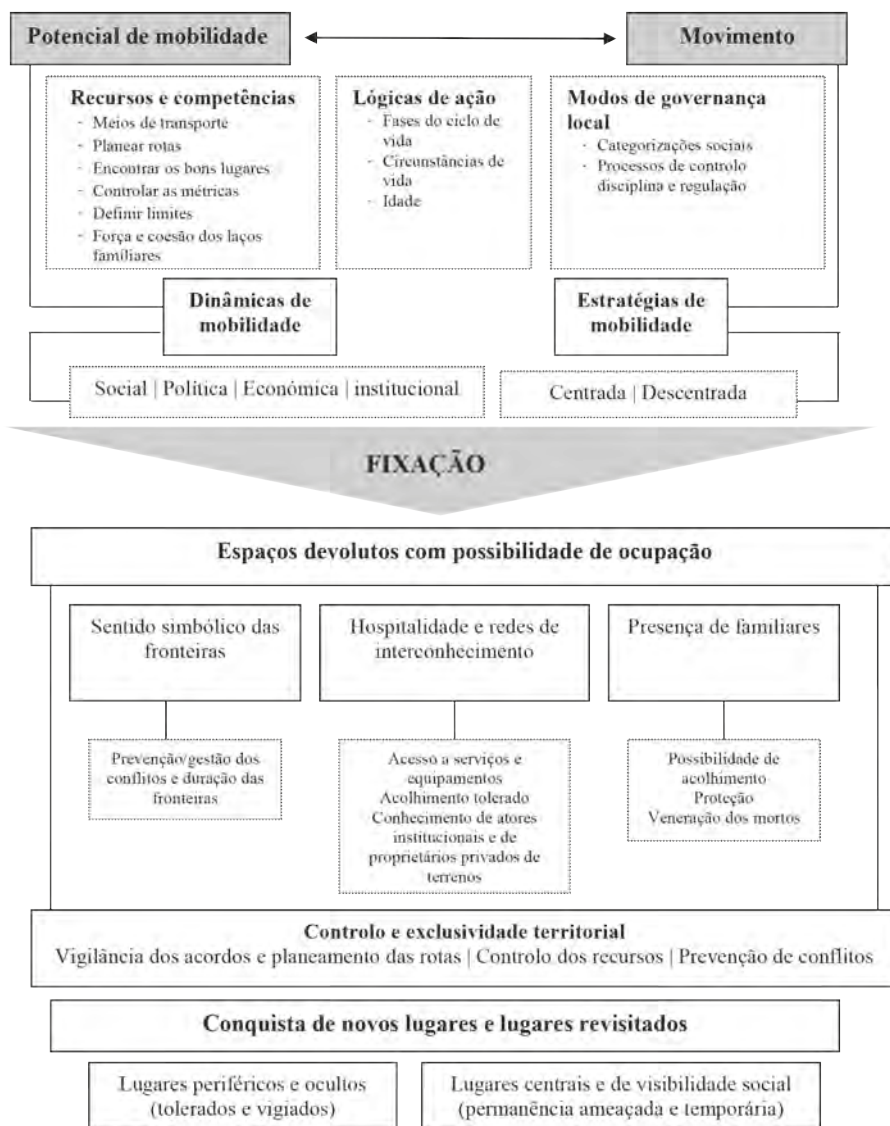 Potencial de mobilidade
Movimento
Recursos e competências
- Meios de transporte
- Planear rotas
- Encontrar os bons lugares
- Controlar as métricas
- Definir limites
- Força e coesão dos laços
familiares
Lógicas de ação
- Fases do ciclo de
vida
- Circunstâncias de
vida
- Idade
Modos de governança
local
- Categorizações sociais
- Processos de controlo
disciplina e regulação
Dinâmicas de
mobilidade
Estratégias de
mobilidade
Social | Política | Económica | institucional
Centrada | Descentrada
FIXAÇÃO
Espaços devolutos com possibilidade de ocupação
Sentido simbólico das
fronteiras
Hospitalidade e redes de
interconhecimento
Presença de familiares
Prevenção/gestão dos
conflitos e duração das
fronteiras
Acesso a serviços e
equipamentos
Acolhimento tolerado
Conhecimento de atores
institucionais e de
proprietários privados de
terrenos
Possibilidade de
acolhimento
Proteção
Veneração dos mortos
Controlo e exclusividade territorial
Vigilância dos acordos e planeamento das rotas | Controlo dos recursos | Prevenção de conflitos
Conquista de novos lugares e lugares revisitados
Lugares periféricos e ocultos
(tolerados e vigiados)
Lugares centrais e de visibilidade social
(permanência ameaçada e temporária)